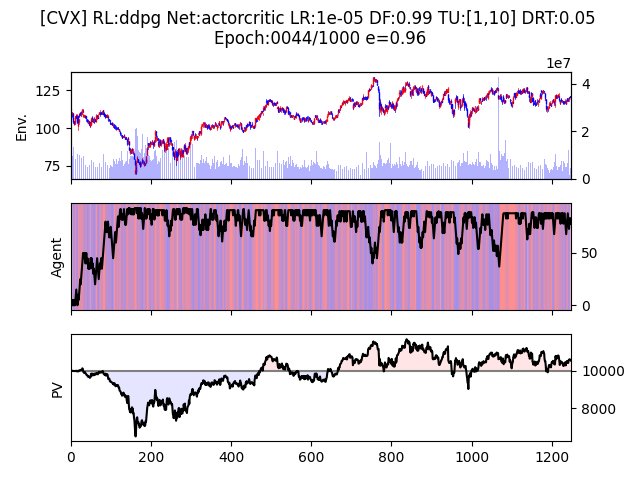 [CVX] RL:ddpg Net:actorcritic LR:1e-05 DF:0.99 TU:[1,10] DRT:0.05
Epoch:0044/1000 e=0.96
1e7
125
100
75
Env.
4
2
0
Agent
50
0
PV
10000
8000
0 200 400 600 800 1000 1200